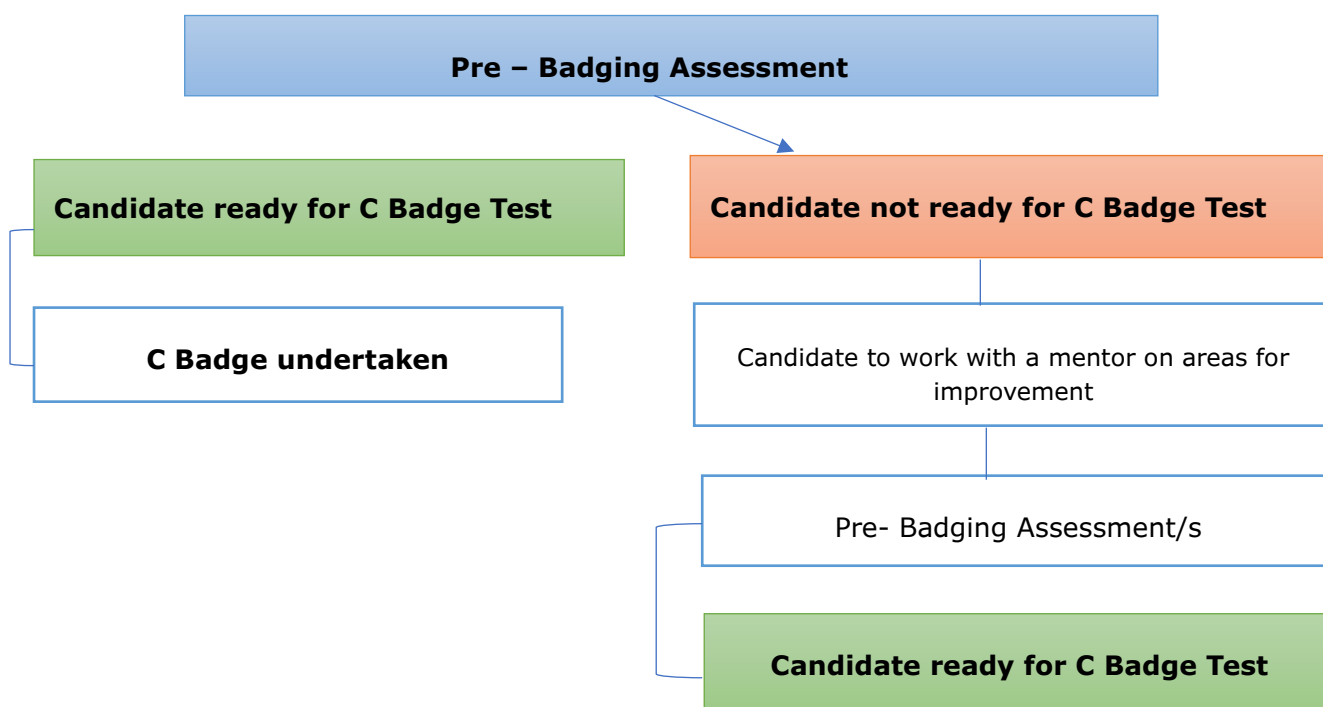 Pre – Badging Assessment
Candidate ready for C Badge Test
Candidate not ready for C Badge Test
C Badge undertaken
Candidate to work with a mentor on areas for
improvement
Pre- Badging Assessment/s
Candidate ready for C Badge Test